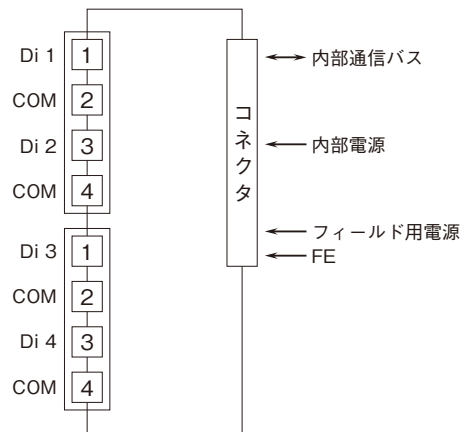 Di 1 1
COM 2
Di 2 3
COM 4
Di 3 1
COM 2
Di 4 3
COM 4
コネクタ
内部通信バス
内部電源
フィールド用電源
FE